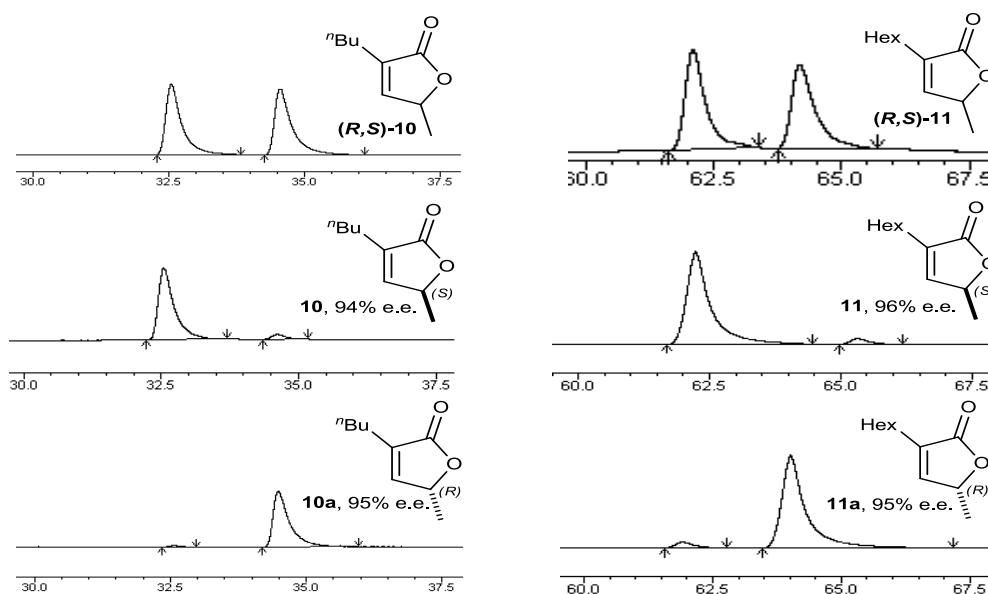 O
ⁿBu
O
(R,S)-10
30.0 32.5 35.0 37.5
O
Hex
O
(R,S)-11
60.0 62.5 65.0 67.5
O
ⁿBu
O
(S)
10, 94% e.e.
30.0 32.5 35.0 37.5
O
Hex
O
(S
11, 96% e.e.
60.0 62.5 65.0 67.5
O
ⁿBu
O
(R)
10a, 95% e.e.
30.0 32.5 35.0 37.5
O
Hex
O
(R)
11a, 95% e.e.
60.0 62.5 65.0 67.5